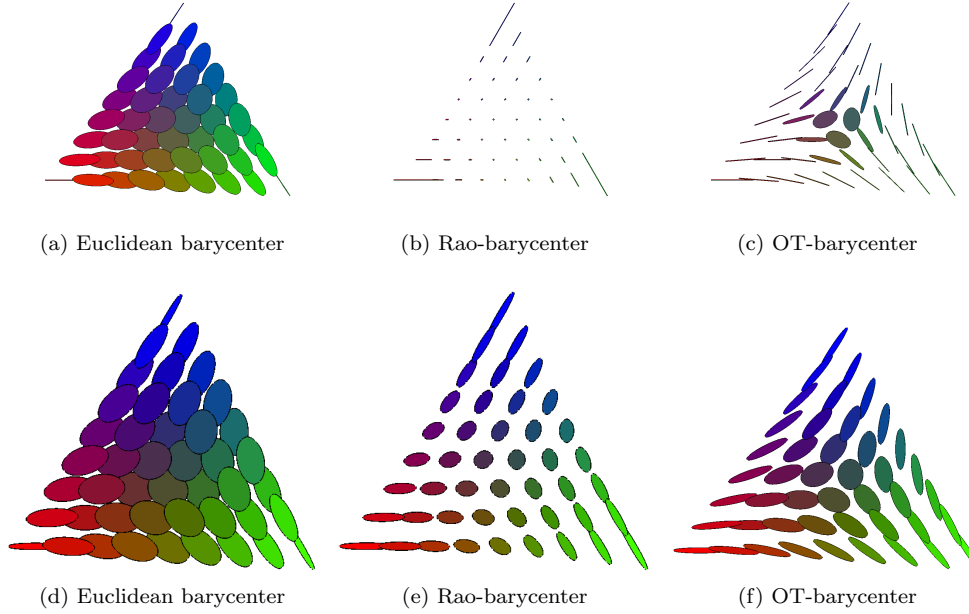 (a) Euclidean barycenter
(b) Rao-barycenter
(c) OT-barycenter
(d) Euclidean barycenter
(e) Rao-barycenter
(f) OT-barycenter